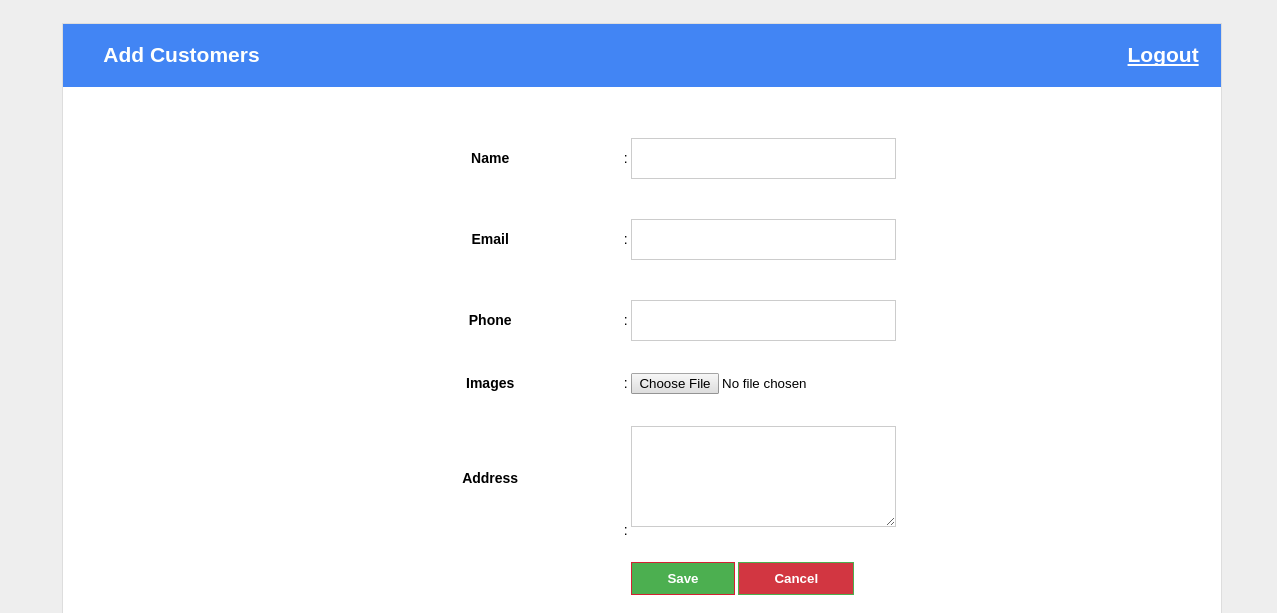 Add Customers Logout
Name :
Email :
Phone :
Images : Choose File No file chosen
Address :
Save Cancel